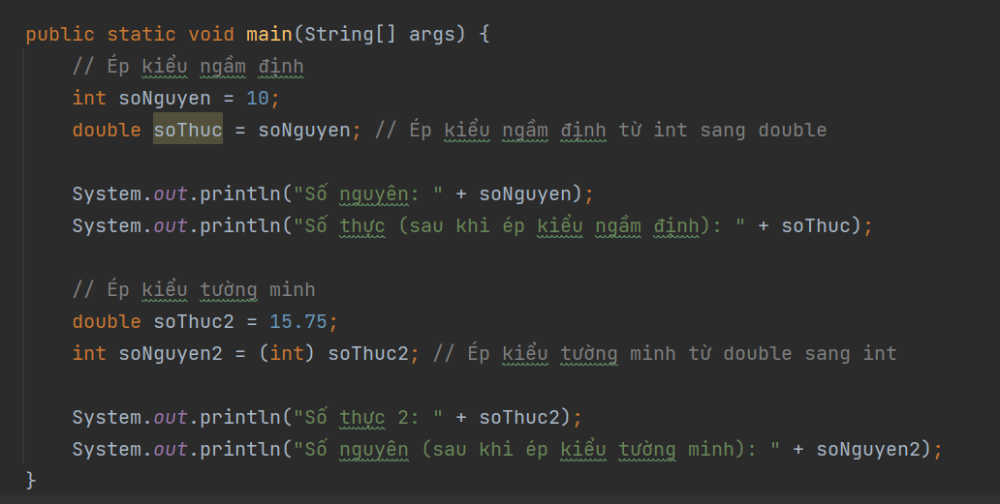 public static void main(String[] args) {
// Ép kiểu ngầm định
int soNguyen = 10;
double soThuc = soNguyen; // Ép kiểu ngầm định từ int sang double
System.out.println("Số nguyên: " + soNguyen);
System.out.println("Số thực (sau khi ép kiểu ngầm định): " + soThuc);
// Ép kiểu tường minh
double soThuc2 = 15.75;
int soNguyen2 = (int) soThuc2; // Ép kiểu tường minh từ double sang int
System.out.println("Số thực 2: " + soThuc2);
System.out.println("Số nguyên (sau khi ép kiểu tường minh): " + soNguyen2);
}